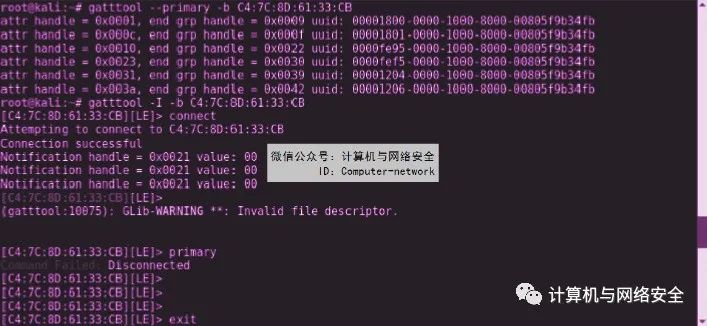 root@kali:~# gatttool --primary -b C4:7C:8D:61:33:CB
attr handle = 0x0001, end grp handle = 0x0009 uuid: 00001800-0000-1000-8000-00805f9b34fb
attr handle = 0x000c, end grp handle = 0x000f uuid: 00001801-0000-1000-8000-00805f9b34fb
attr handle = 0x0010, end grp handle = 0x0022 uuid: 0000fe95-0000-1000-8000-00805f9b34fb
attr handle = 0x0023, end grp handle = 0x0030 uuid: 0000fef5-0000-1000-8000-00805f9b34fb
attr handle = 0x0031, end grp handle = 0x0039 uuid: 00001204-0000-1000-8000-00805f9b34fb
attr handle = 0x003a, end grp handle = 0x0042 uuid: 00001206-0000-1000-8000-00805f9b34fb
root@kali:~# gatttool -I -b C4:7C:8D:61:33:CB
[C4:7C:8D:61:33:CB][LE]> connect
Attempting to connect to C4:7C:8D:61:33:CB
Connection successful
Notification handle = 0x0021 value: 00
Notification handle = 0x0021 value: 00
Notification handle = 0x0021 value: 00
微信公众号：计算机与网络安全
ID: Computer-network
[C4:7C:8D:61:33:CB][LE]>
(gatttool:10075): GLib-WARNING **: Invalid file descriptor.
[C4:7C:8D:61:33:CB][LE]> primary
Command Failed: Disconnected
[C4:7C:8D:61:33:CB][LE]>
[C4:7C:8D:61:33:CB][LE]>
[C4:7C:8D:61:33:CB][LE]>
[C4:7C:8D:61:33:CB][LE]> exit
计算机与网络安全